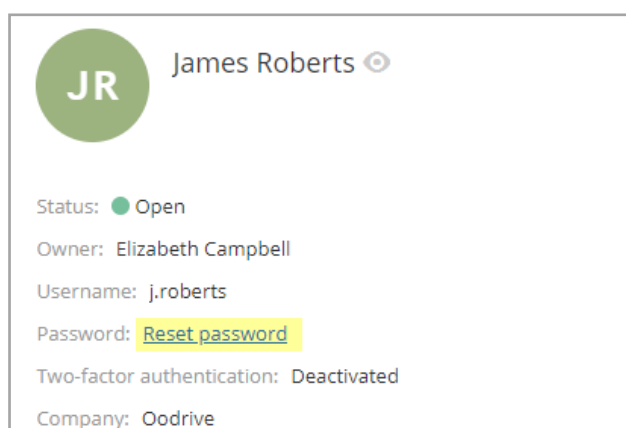 JR
James Roberts
Status: Open
Owner: Elizabeth Campbell
Username: j.roberts
Password: Reset password
Two-factor authentication: Deactivated
Company: Oodrive